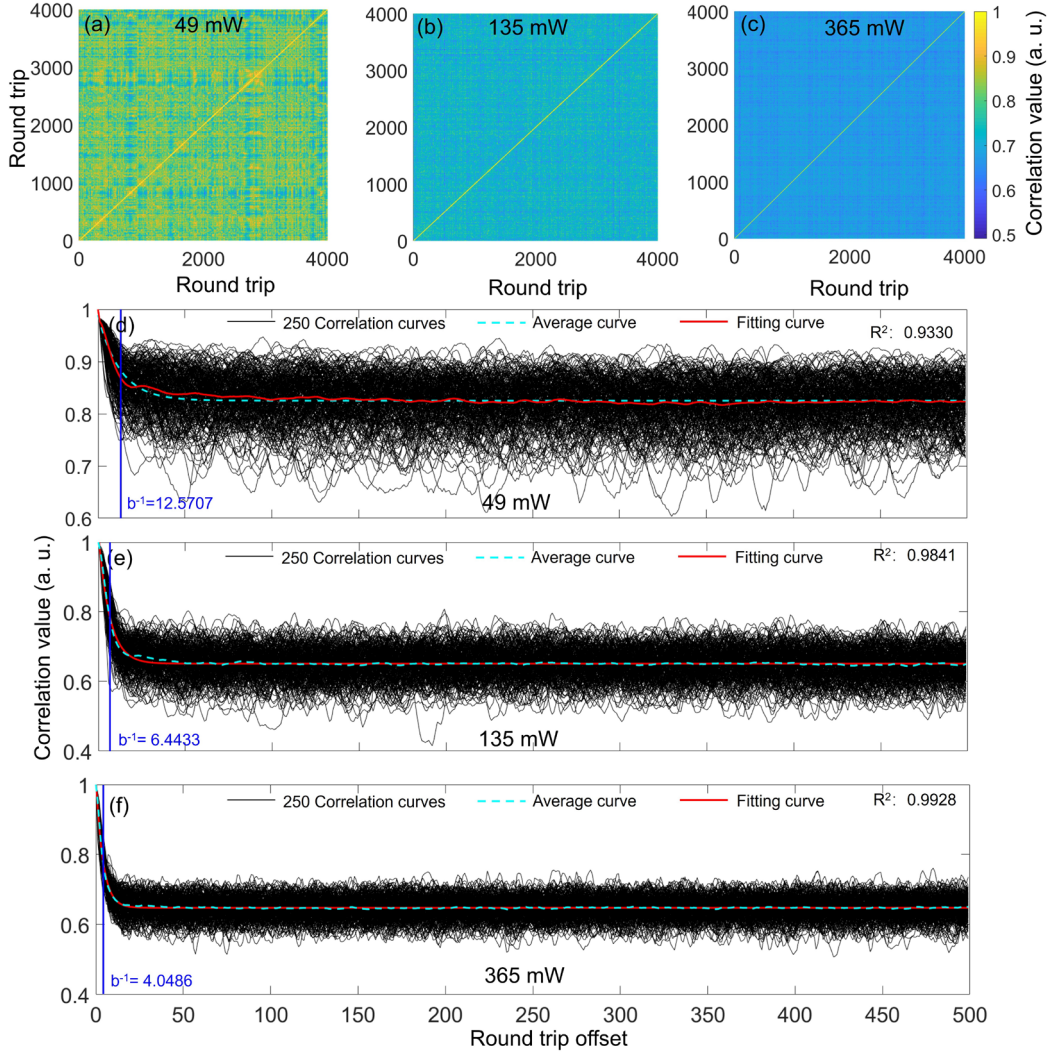 (a) 49 mW
(b) 135 mW
(c) 365 mW
4000
3000
2000
1000
0
Round trip
0 2000 4000
Round trip
4000
3000
2000
1000
0
0 2000 4000
Round trip
4000
3000
2000
1000
0
0 2000 4000
Round trip
1
0.9
0.8
0.7
0.6
0.5
Correlation value (a. u.)
(d)
250 Correlation curves Average curve Fitting curve
R²: 0.9330
1
0.9
0.8
0.7
0.6
b⁻¹=12.5707
49 mW
(e)
250 Correlation curves Average curve Fitting curve
R²: 0.9841
1
0.8
0.6
0.4
b⁻¹= 6.4433
135 mW
Correlation value (a. u.)
(f)
250 Correlation curves Average curve Fitting curve
R²: 0.9928
1
0.8
0.6
0.4
b⁻¹= 4.0486
365 mW
0 50 100 150 200 250 300 350 400 450 500
Round trip offset